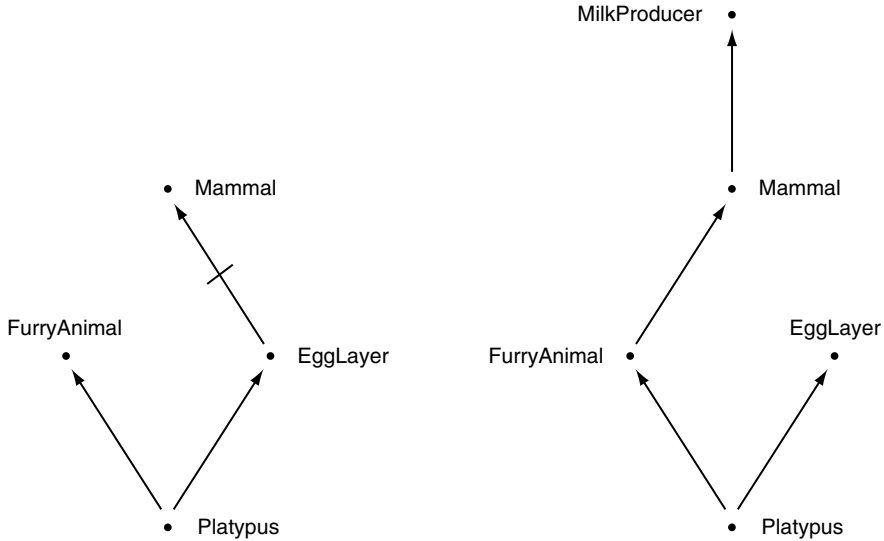 MilkProducer
Mammal
Mammal
FurryAnimal
EggLayer
FurryAnimal
EggLayer
Platypus
Platypus